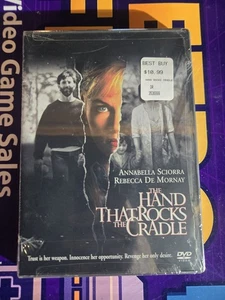 Video Game Sales
BEST BUY
$10.99
ANNABELLA SCIORRA
REBECCA DE MORNAY
THE
HAND
THAT ROCKS
THE CRADLE
Trust is her weapon. Innocence her opportunity. Revenge her only desire.
DVD